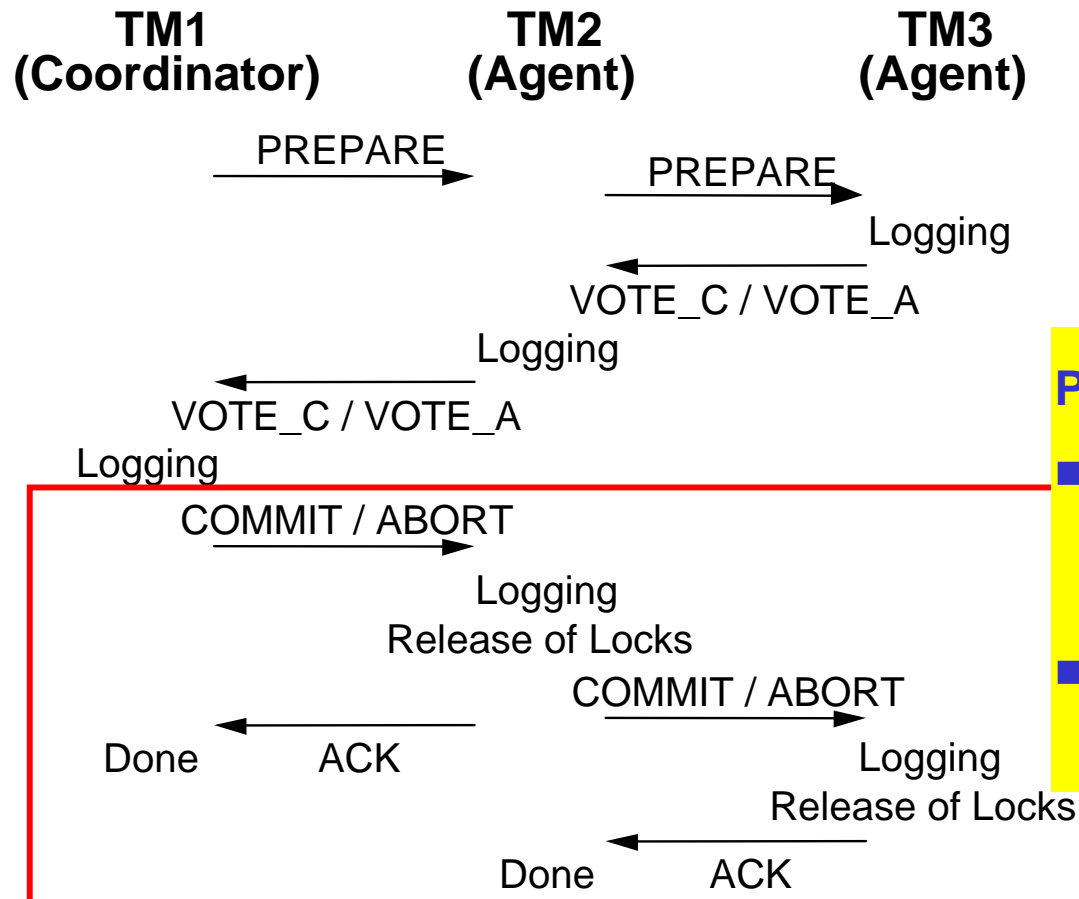 TM1 TM2 TM3
(Coordinator) (Agent) (Agent)
PREPARE
PREPARE
Logging
VOTE_C / VOTE_A
Logging
VOTE_C / VOTE_A
Logging
COMMIT / ABORT
Logging
Release of Locks
COMMIT / ABORT
Done ACK
Logging
Release of Locks
Done ACK
P